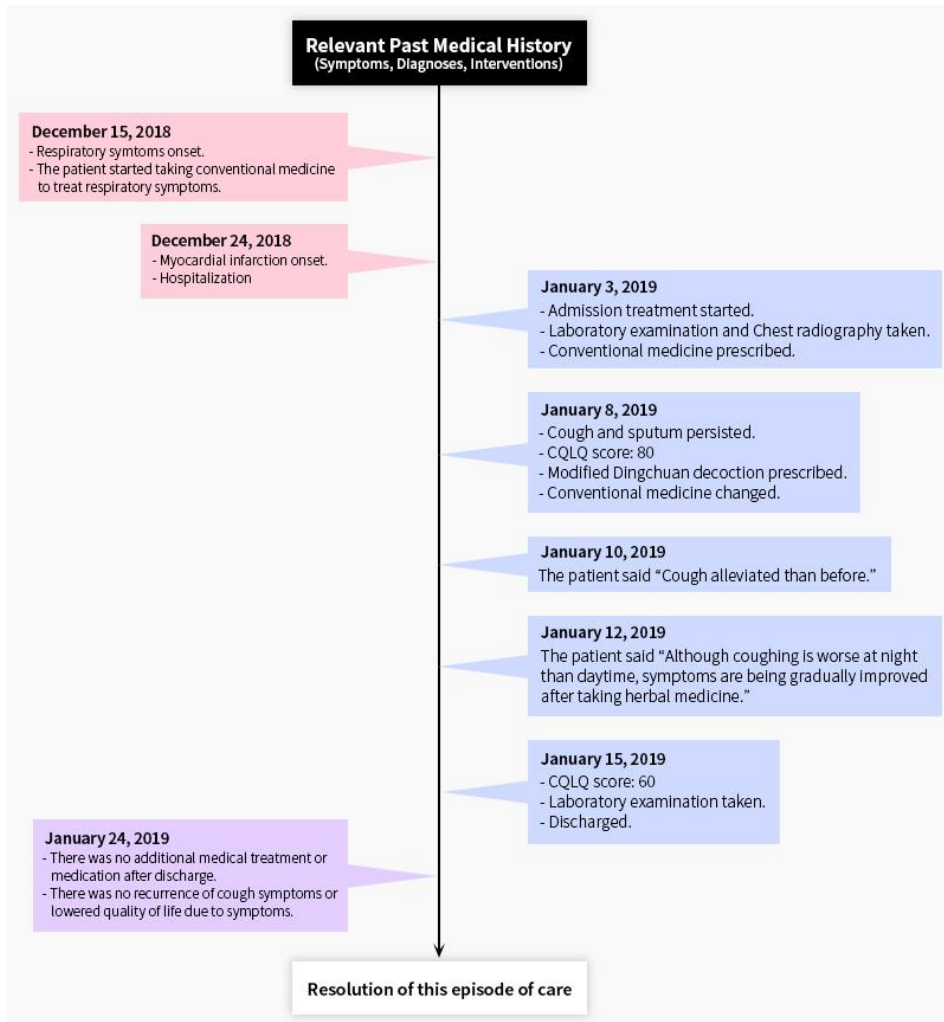 Relevant Past Medical History
(Symptoms, Diagnoses, Interventions)
December 15, 2018
- Respiratory symtoms onset.
- The patient started taking conventional medicine
to treat respiratory symptoms.
December 24, 2018
- Myocardial infarction onset.
- Hospitalization
January 3, 2019
- Admission treatment started.
- Laboratory examination and Chest radiography taken.
- Conventional medicine prescribed.
January 8, 2019
- Cough and sputum persisted.
- CQLQ score: 80
- Modified Dingchuan decoction prescribed.
- Conventional medicine changed.
January 10, 2019
The patient said “Cough alleviated than before.”
January 12, 2019
The patient said “Although coughing is worse at night
than daytime, symptoms are being gradually improved
after taking herbal medicine.”
January 15, 2019
- CQLQ score: 60
- Laboratory examination taken.
- Discharged.
January 24, 2019
- There was no additional medical treatment or
medication after discharge.
- There was no recurrence of cough symptoms or
lowered quality of life due to symptoms.
Resolution of this episode of care